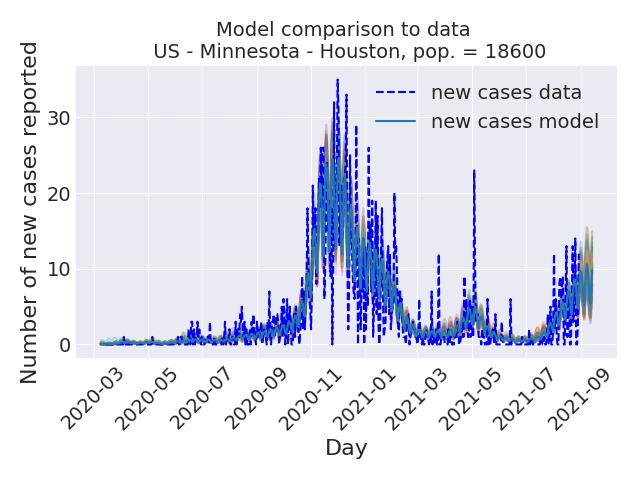 Model comparison to data
US - Minnesota - Houston, pop. = 18600
Number of new cases reported
30
20
10
0
new cases data
new cases model
2020-03
2020-05
2020-07
2020-09
2020-11
2021-01
2021-03
2021-05
2021-07
2021-09
Day